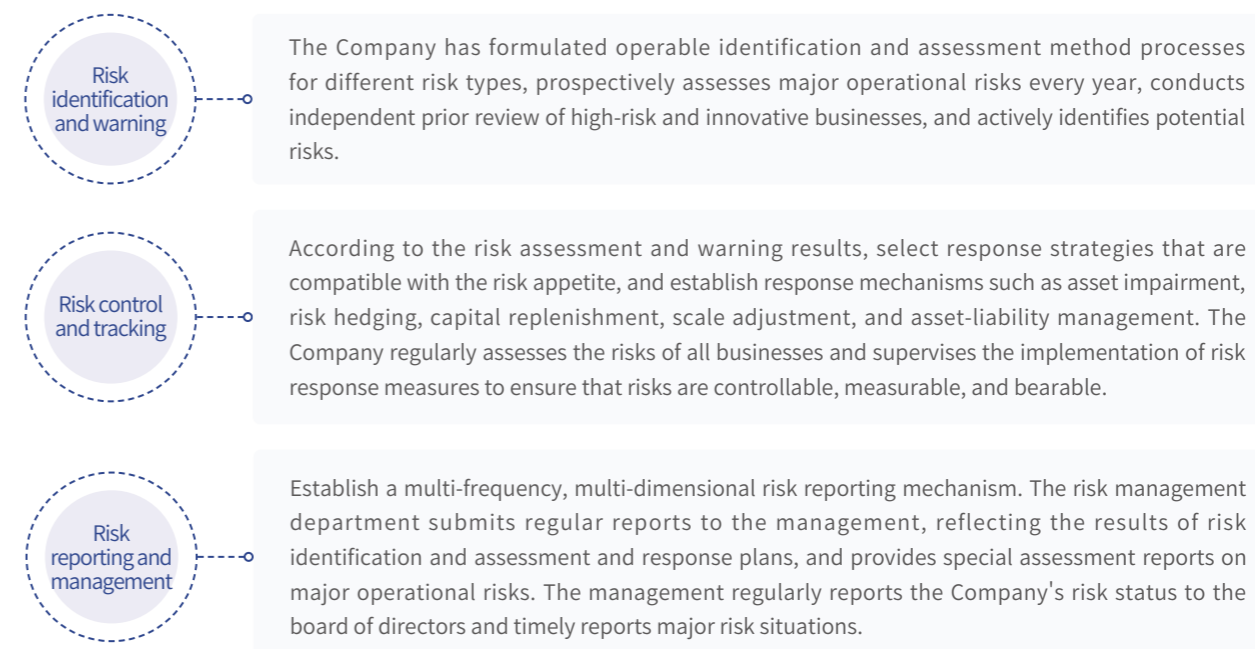 Risk
identification
and warning
The Company has formulated operable identification and assessment method processes
for different risk types, prospectively assesses major operational risks every year, conducts
independent prior review of high-risk and innovative businesses, and actively identifies potential
risks.
Risk control
and tracking
According to the risk assessment and warning results, select response strategies that are
compatible with the risk appetite, and establish response mechanisms such as asset impairment,
risk hedging, capital replenishment, scale adjustment, and asset-liability management. The
Company regularly assesses the risks of all businesses and supervises the implementation of risk
response measures to ensure that risks are controllable, measurable, and bearable.
Risk
reporting and
management
Establish a multi-frequency, multi-dimensional risk reporting mechanism. The risk management
department submits regular reports to the management, reflecting the results of risk
identification and assessment and response plans, and provides special assessment reports on
major operational risks. The management regularly reports the Company's risk status to the
board of directors and timely reports major risk situations.